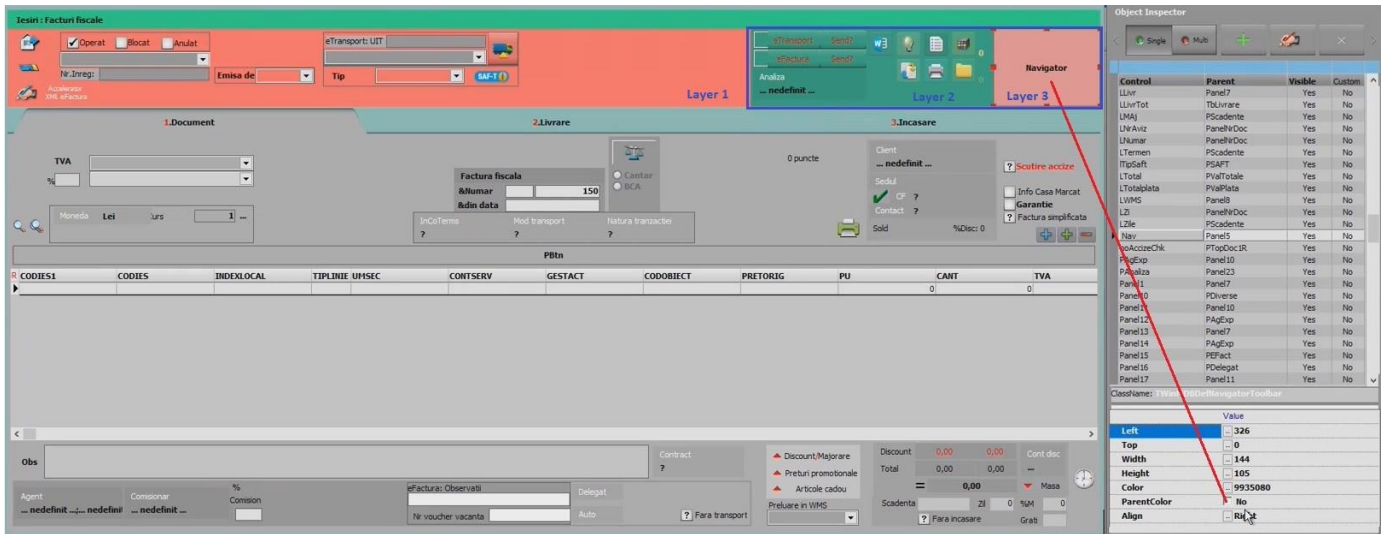 Iesiri : Facturi fiscale
Operat Blocat Anulat
Nr.Inreg:
Emisa de
eTransport: UIT
Tip
SAF-T
Accelerator
XML eFactura
Layer 1
eTransport Send?
eFactura Send?
Analiza
... nedefinit ...
Layer 2
Navigator
Layer 3
1.Document
2.Livrare
3.Incasare
TVA
%
Moneda Lei
1 ...
Factura fiscala
&Numar 150
&din data
Cantar
BCA
InCoTerms Mod transport Natura tranzactiei
? ? ?
0 puncte
Client
... nedefinit ...
Sediul
CF ?
Contact ?
Sold %Disc: 0
? Scutire accize
Info Casa Marcat
Garantie
? Factura simplificata
PBtn
R CODIES1 CODIES INDEXLOCAL TIPLINIE UMSEC CONTSERV GESTACT CODOBIECT PRETORIG PU CANT TVA
0 0
Obs
Contract
?
Agent
... nedefinit ...
Comisionar
... nedefinit ...
%
Comision
eFactura: Observatii
Nr voucher vacanta
Delegat
Auto
? Fara transport
Discount/Majorare
Preturi promotionale
Articole cadou
Preluare in WMS
Discount 0,00 0,00 Cont disc
Total 0,00 0,00 ...
= 0,00 Masa
Scadenta Zil 0 %M 0
? Fara incasare Grati
Object Inspector
Single Multi
Control Parent Visible Custom
LLivr Panel7 Yes No
LLivrTot TbLivrare Yes No
LMAj PScadente Yes No
LNrAviz PanelNrDoc Yes No
LNumar PanelNrDoc Yes No
LTermen PScadente Yes No
lTipSaft PSAFT Yes No
LTotal PValTotale Yes No
LTotalplata PValPlata Yes No
LWMS Panel8 Yes No
LZi PanelNrDoc Yes No
LZile PScadente Yes No
Nav Panel5 Yes No
PTopDoc1R Yes No
PAgExp Panel10 Yes No
PAnaliza Panel23 Yes No
Panel1 Panel7 Yes No
Panel10 PDiverse Yes No
Panel11 Panel10 Yes No
Panel12 PAgExp Yes No
Panel13 Panel7 Yes No
Panel14 PAgExp Yes No
Panel15 PEFact Yes No
Panel16 PDelegat Yes No
Panel17 Panel11 Yes No
ClassName:
Value
Left ... 326
Top ... 0
Width ... 144
Height ... 105
Color ... 9935080
ParentColor No
Align ... Right